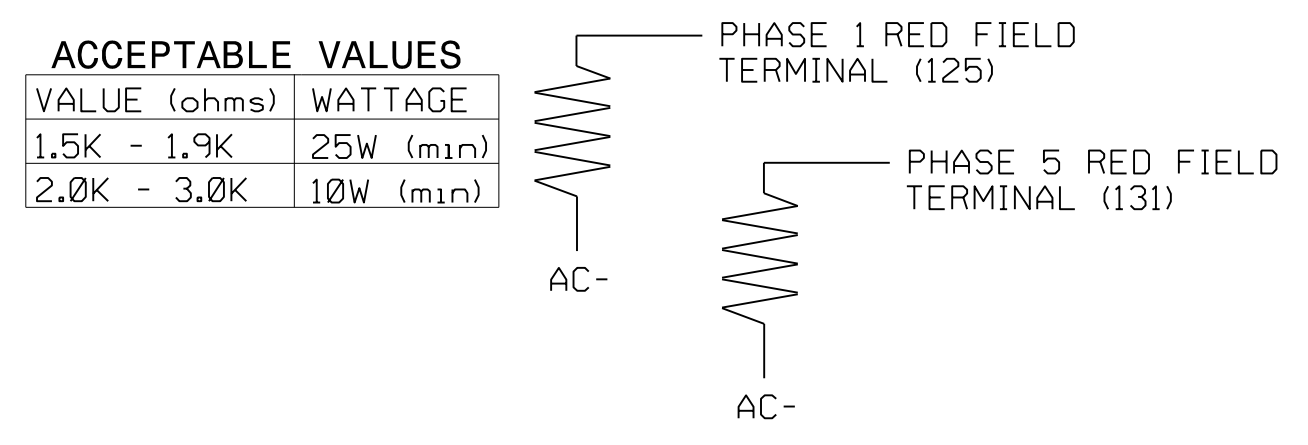 ACCEPTABLE VALUES
VALUE (ohms) WATTAGE
1.5K - 1.9K 25W (min)
2.0K - 3.0K 10W (min)
PHASE 1 RED FIELD
TERMINAL (125)
AC-
PHASE 5 RED FIELD
TERMINAL (131)
AC-